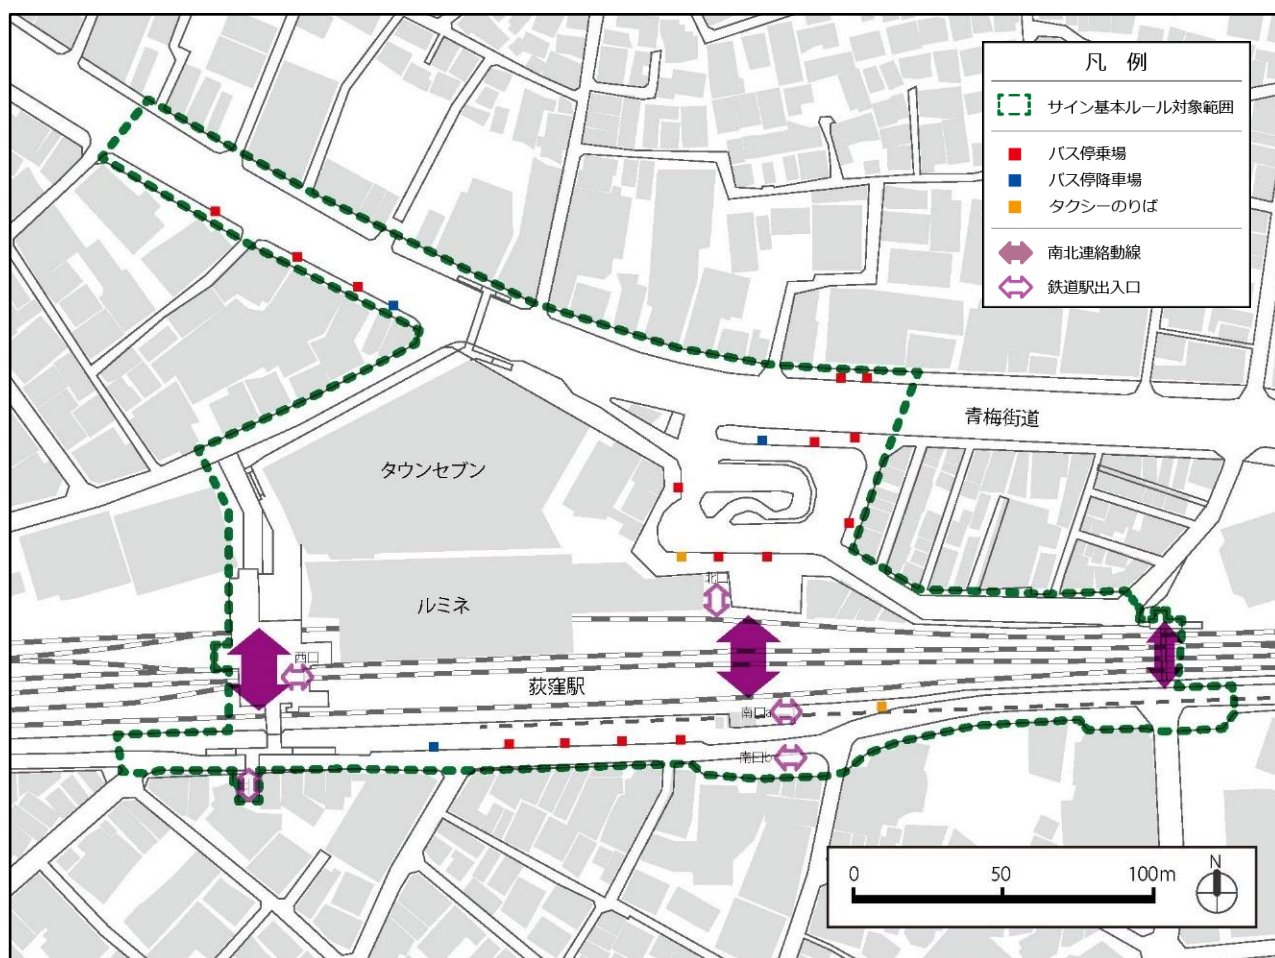 凡 例
サイン基本ルール対象範囲
バス停乗場
バス停降車場
タクシーのりば
南北連絡動線
鉄道駅出入口
青梅街道
タウンセブン
北口
ルミネ
西口
荻窪駅
南口a
南口b
0 50 100m
N